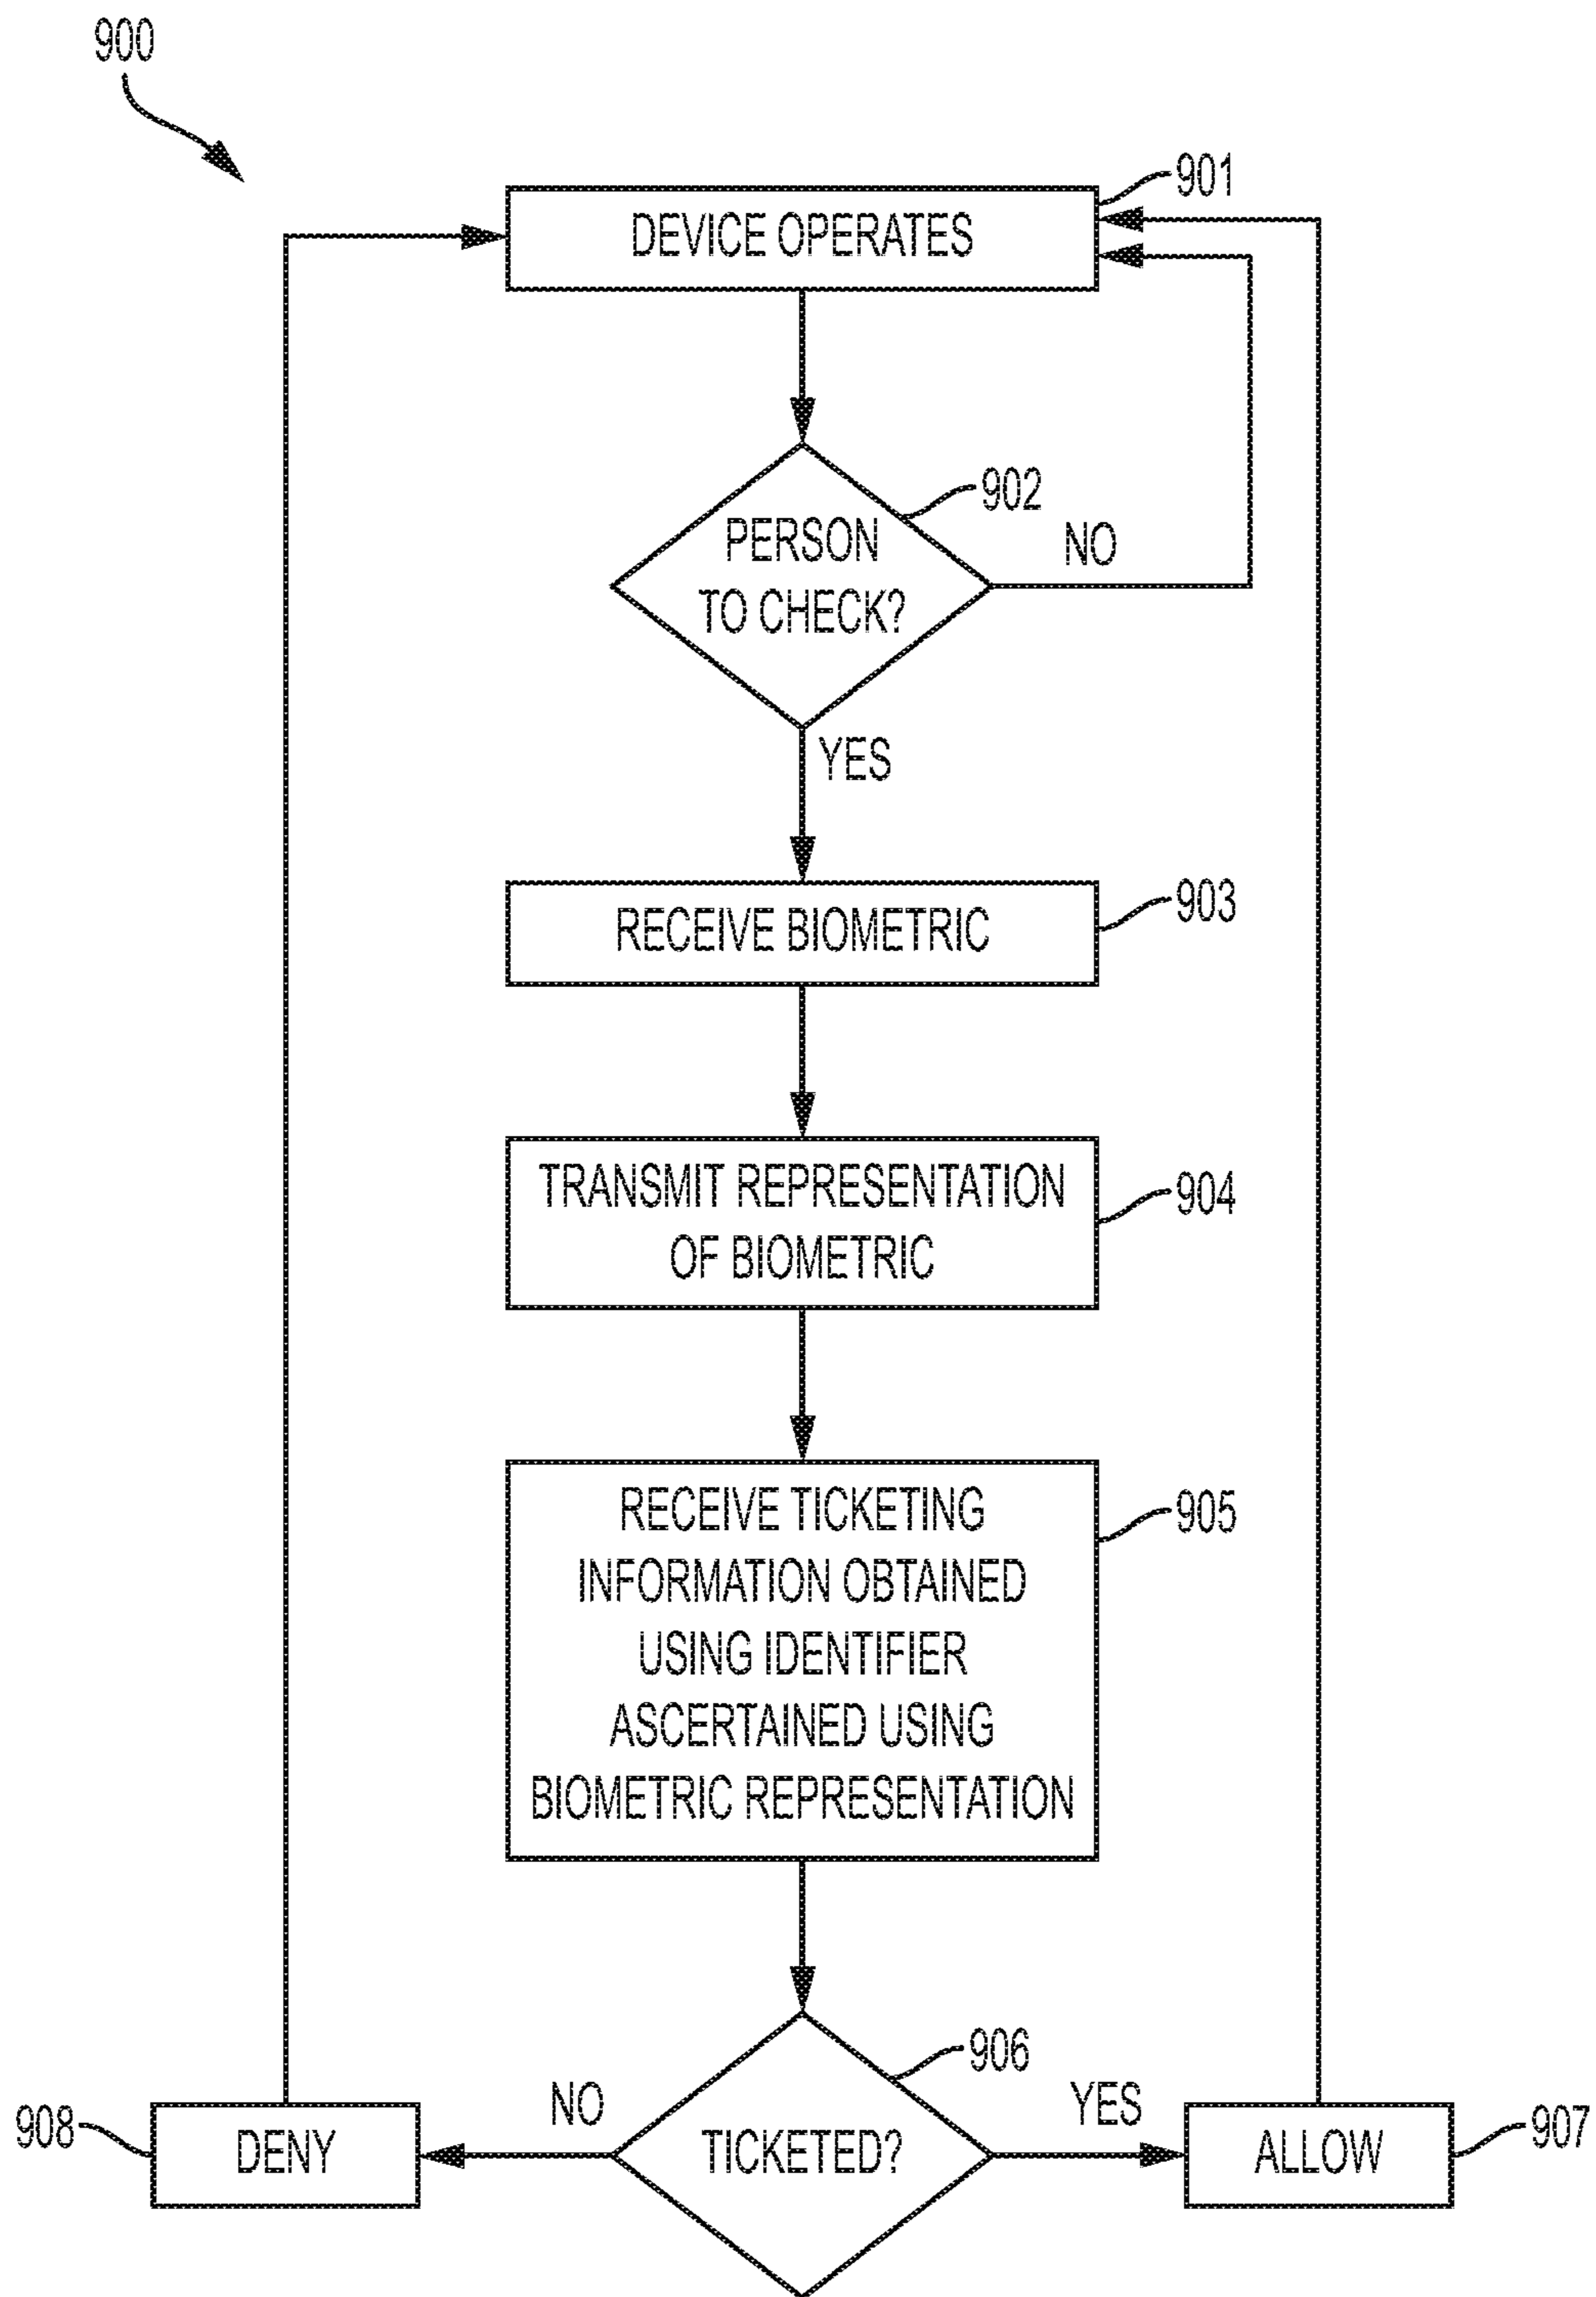 900
901
DEVICE OPERATES
902
PERSON
TO CHECK?
NO
YES
903
RECEIVE BIOMETRIC
904
TRANSMIT REPRESENTATION
OF BIOMETRIC
905
RECEIVE TICKETING
INFORMATION OBTAINED
USING IDENTIFIER
ASCERTAINED USING
BIOMETRIC REPRESENTATION
906
NO
YES
908
DENY
TICKETED?
ALLOW
907